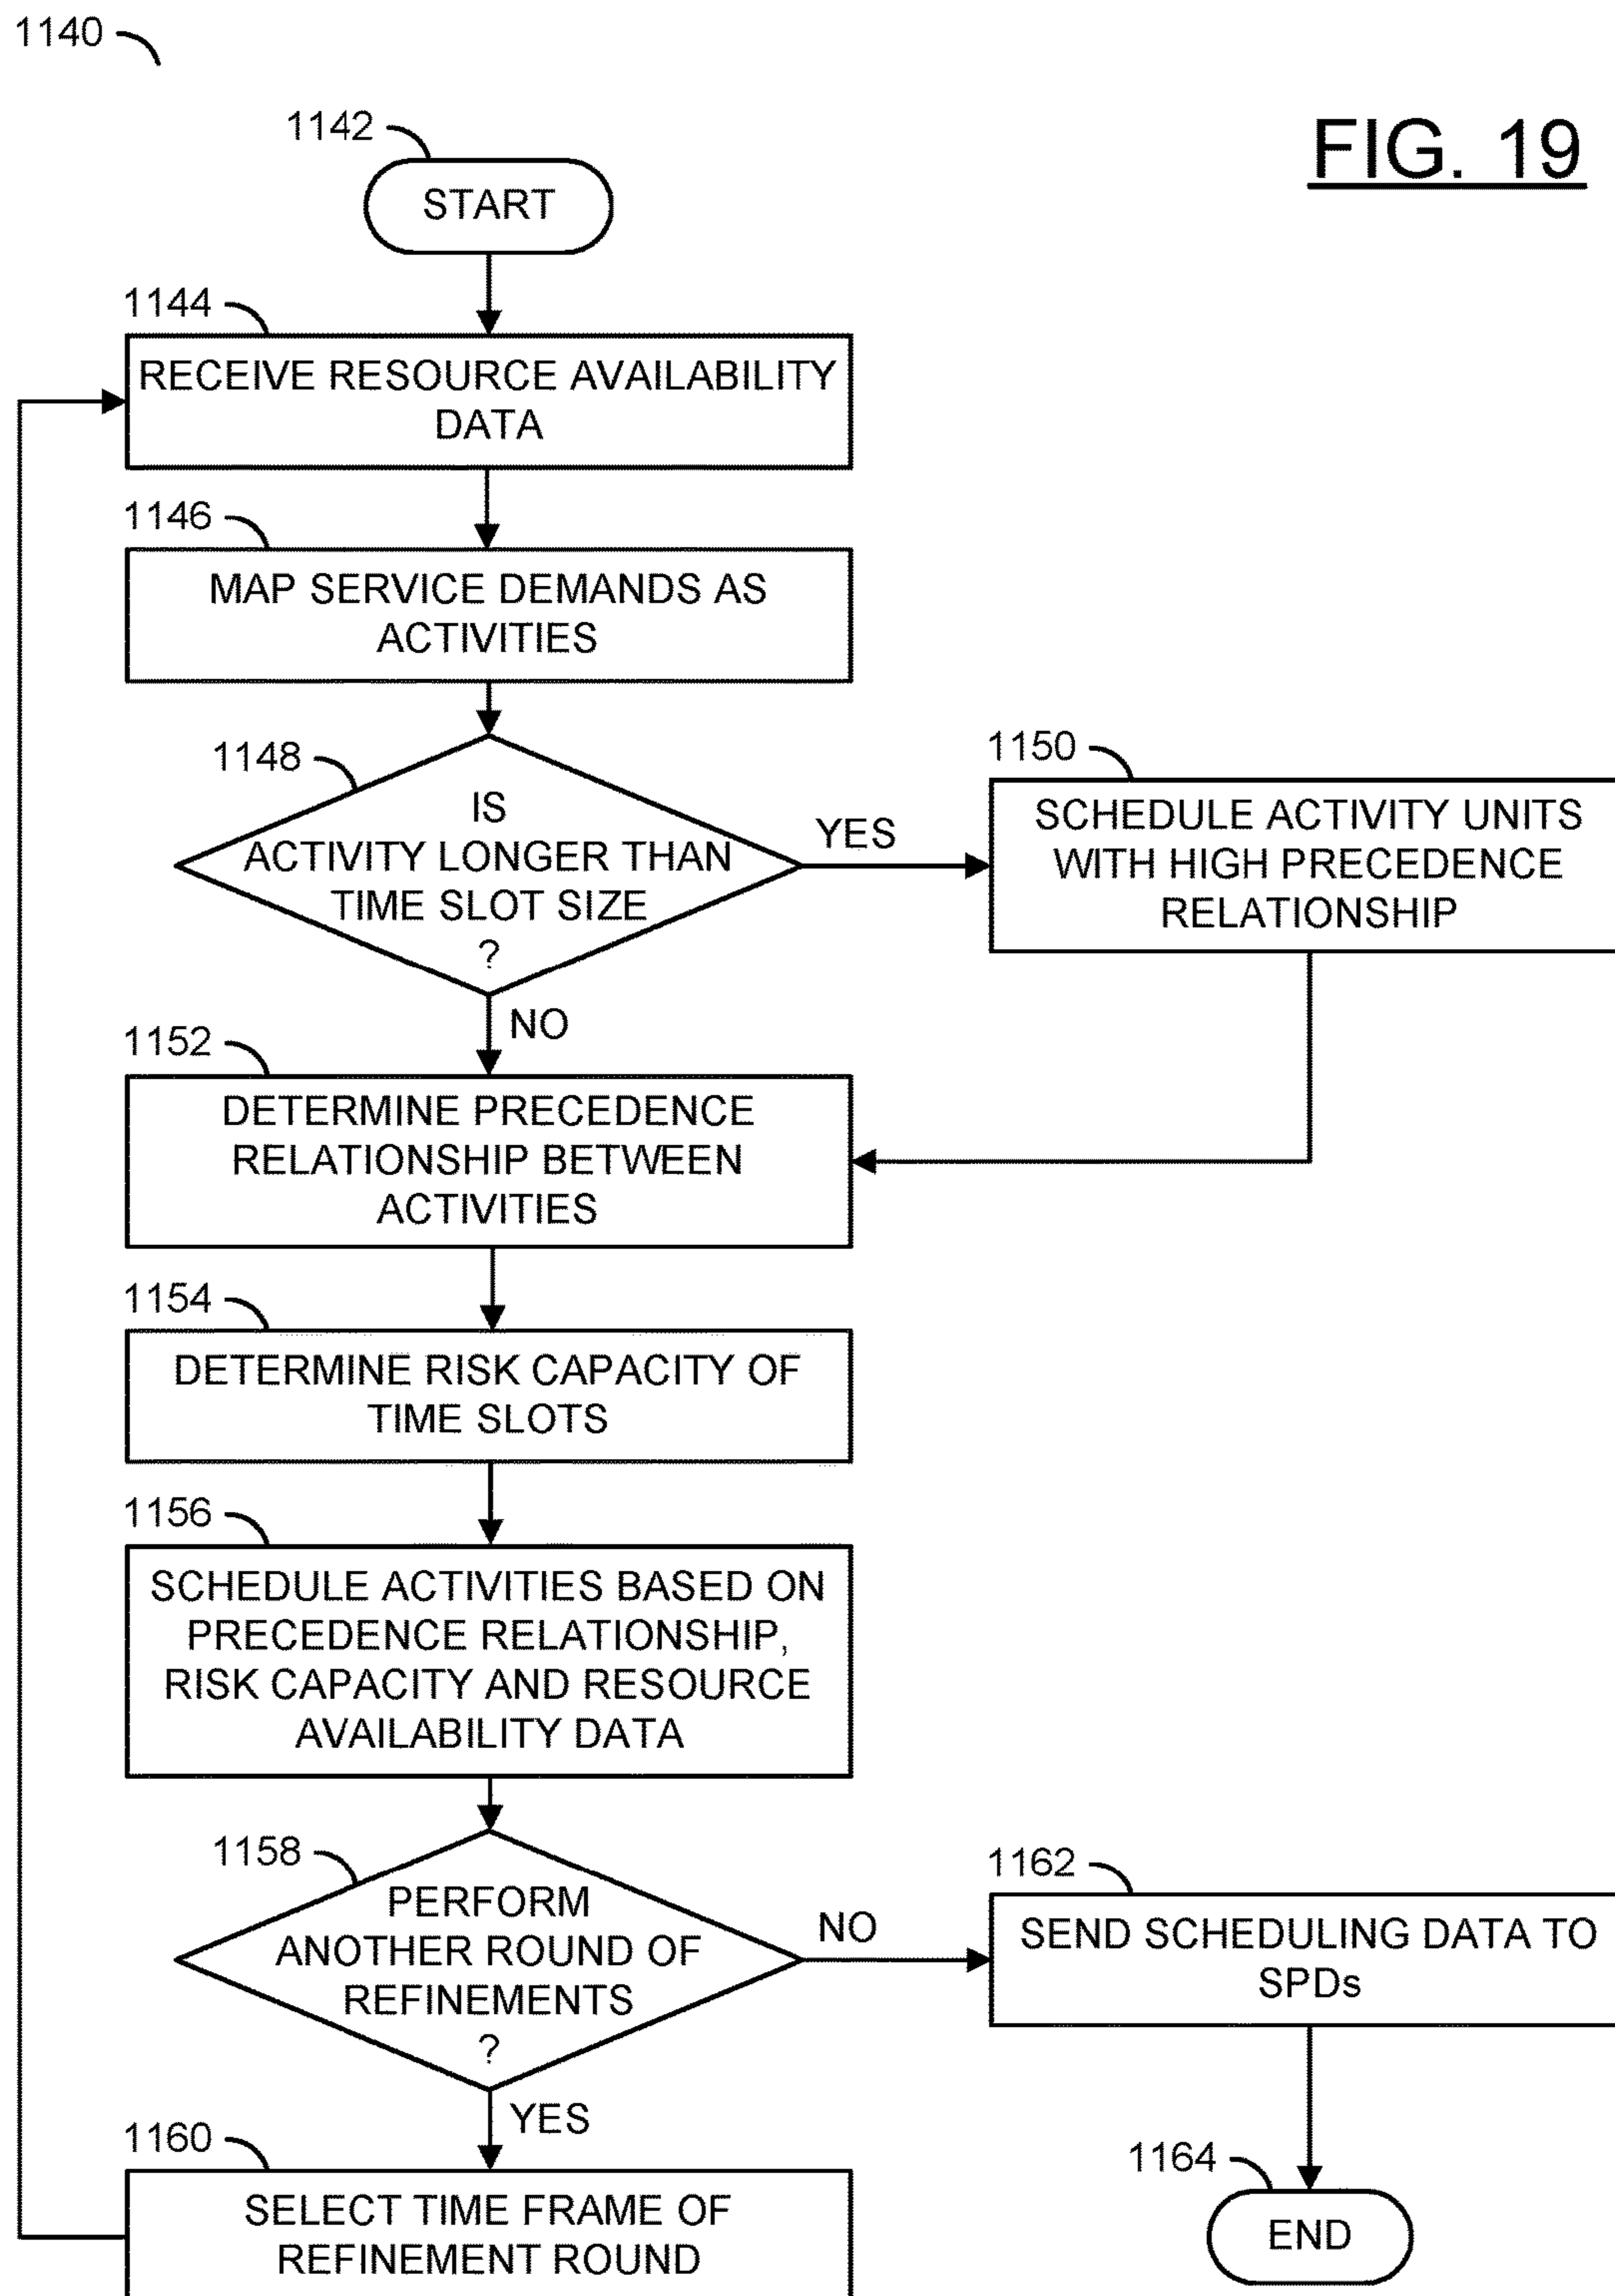 1140
1142
FIG. 19
START
1144
RECEIVE RESOURCE AVAILABILITY
DATA
1146
MAP SERVICE DEMANDS AS
ACTIVITIES
1148
IS
ACTIVITY LONGER THAN
TIME SLOT SIZE
?
YES
1150
SCHEDULE ACTIVITY UNITS
WITH HIGH PRECEDENCE
RELATIONSHIP
NO
1152
DETERMINE PRECEDENCE
RELATIONSHIP BETWEEN
ACTIVITIES
1154
DETERMINE RISK CAPACITY OF
TIME SLOTS
1156
SCHEDULE ACTIVITIES BASED ON
PRECEDENCE RELATIONSHIP,
RISK CAPACITY AND RESOURCE
AVAILABILITY DATA
1158
PERFORM
ANOTHER ROUND OF
REFINEMENTS
?
NO
1162
SEND SCHEDULING DATA TO
SPDs
YES
1160
SELECT TIME FRAME OF
REFINEMENT ROUND
1164
END